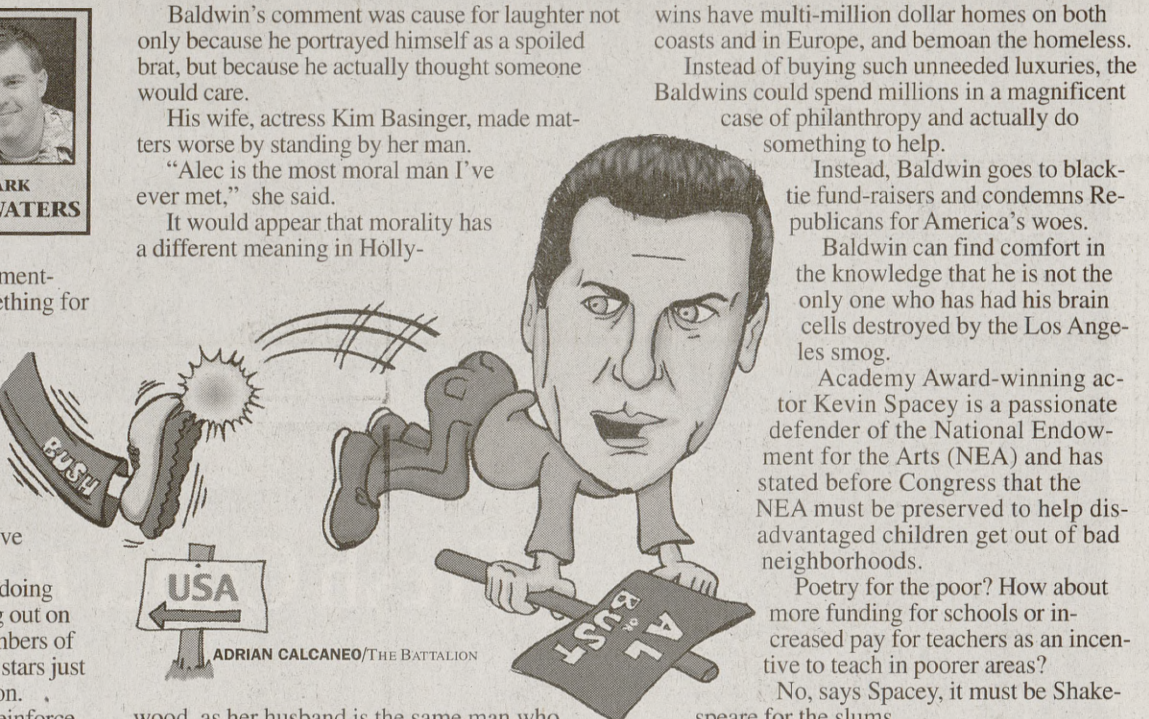 ARK
WATERS
ment-
ething for
ve
doing
g out on
mbers of
stars just
on.
einforce
Baldwin's comment was cause for laughter not
only because he portrayed himself as a spoiled
brat, but because he actually thought someone
would care.
His wife, actress Kim Basinger, made mat-
ters worse by standing by her man.
"Alec is the most moral man I've
ever met," she said.
It would appear that morality has
a different meaning in Holly-
BUSH
USA
AL
OR
BUST
ADRIAN CALCANEO/THE BATTALION
wood, as her husband is the same man who
wins have multi-million dollar homes on both
coasts and in Europe, and bemoan the homeless.
Instead of buying such unneeded luxuries, the
Baldwins could spend millions in a magnificent
case of philanthropy and actually do
something to help.
Instead, Baldwin goes to black-
tie fund-raisers and condemns Re-
publicans for America's woes.
Baldwin can find comfort in
the knowledge that he is not the
only one who has had his brain
cells destroyed by the Los Ange-
les smog.
Academy Award-winning ac-
tor Kevin Spacey is a passionate
defender of the National Endow-
ment for the Arts (NEA) and has
stated before Congress that the
NEA must be preserved to help dis-
advantaged children get out of bad
neighborhoods.
Poetry for the poor? How about
more funding for schools or in-
creased pay for teachers as an incen-
tive to teach in poorer areas?
No, says Spacey, it must be Shake-
speare for the slums.